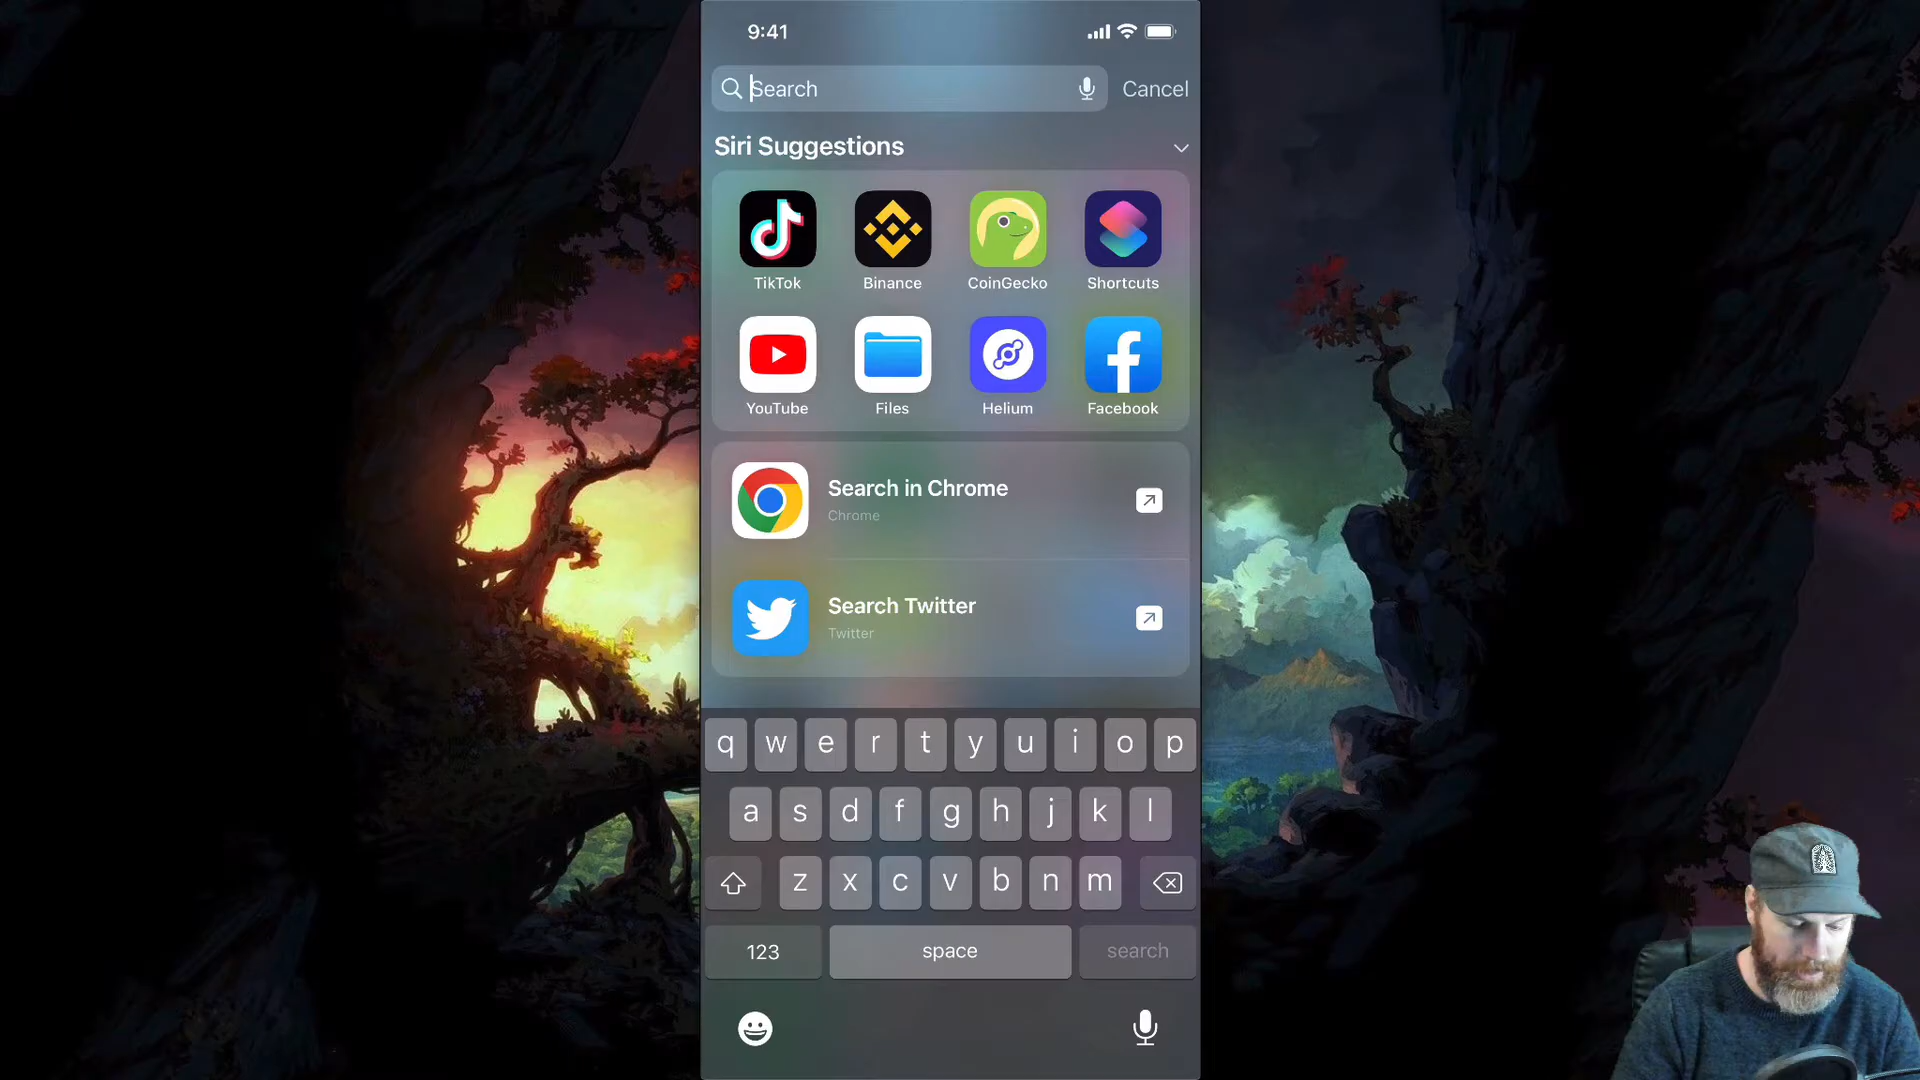 9:41
Search
Cancel
Siri Suggestions
TikTok
Binance
CoinGecko
Shortcuts
YouTube
Files
Helium
Facebook
Search in Chrome
Chrome
Search Twitter
Twitter
q w e r t y u i o p
a s d f g h j k l
z x c v b n m
123
space
search